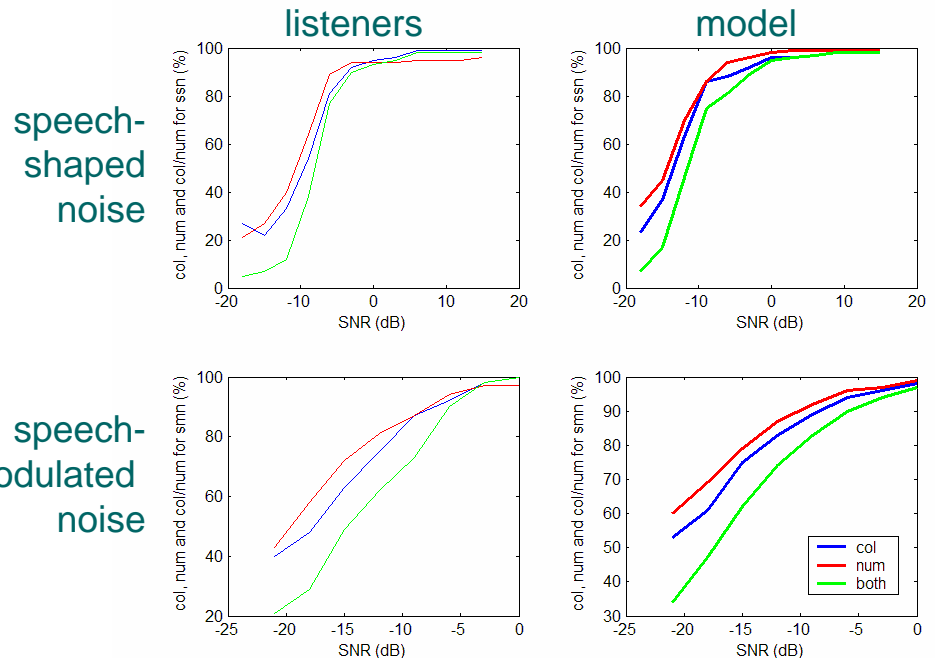 listeners
model
speech-
shaped
noise
col, num and col/num for ssn (%)
100
80
60
40
20
0
-20
-10
0
10
20
SNR (dB)
col, num and col/num for ssn (%)
100
80
60
40
20
0
-20
-10
0
10
20
SNR (dB)
speech-
odulated
noise
col, num and col/num for smn (%)
100
80
60
40
20
-25
-20
-15
-10
-5
0
SNR (dB)
col, num and col/num for smn (%)
100
90
80
70
60
50
40
30
-25
-20
-15
-10
-5
0
SNR (dB)
col
num
both